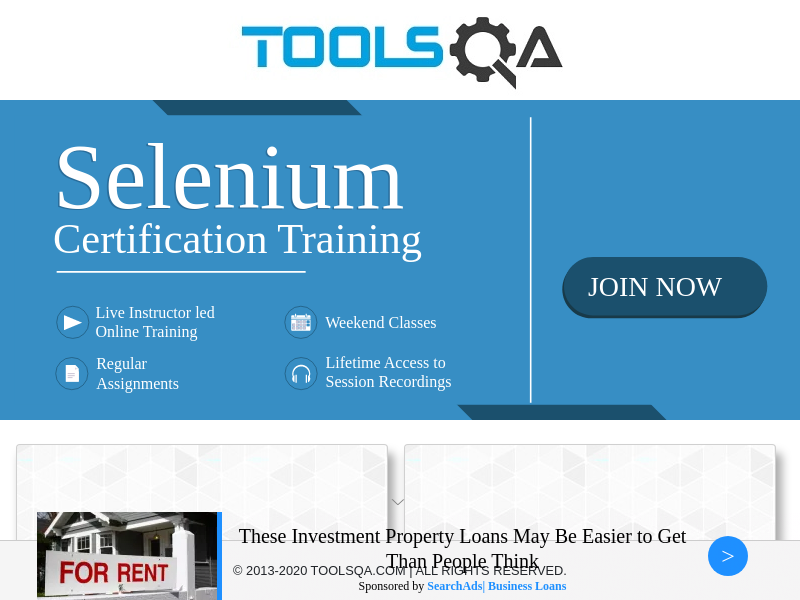 TOOLSQA
Selenium
Certification Training
JOIN NOW
Live Instructor led
Online Training
Weekend Classes
Regular
Assignments
Lifetime Access to
Session Recordings
FOR RENT
These Investment Property Loans May Be Easier to Get
Than People Think
© 2013-2020 TOOLSQA.COM | ALL RIGHTS RESERVED.
Sponsored by SearchAds| Business Loans
>